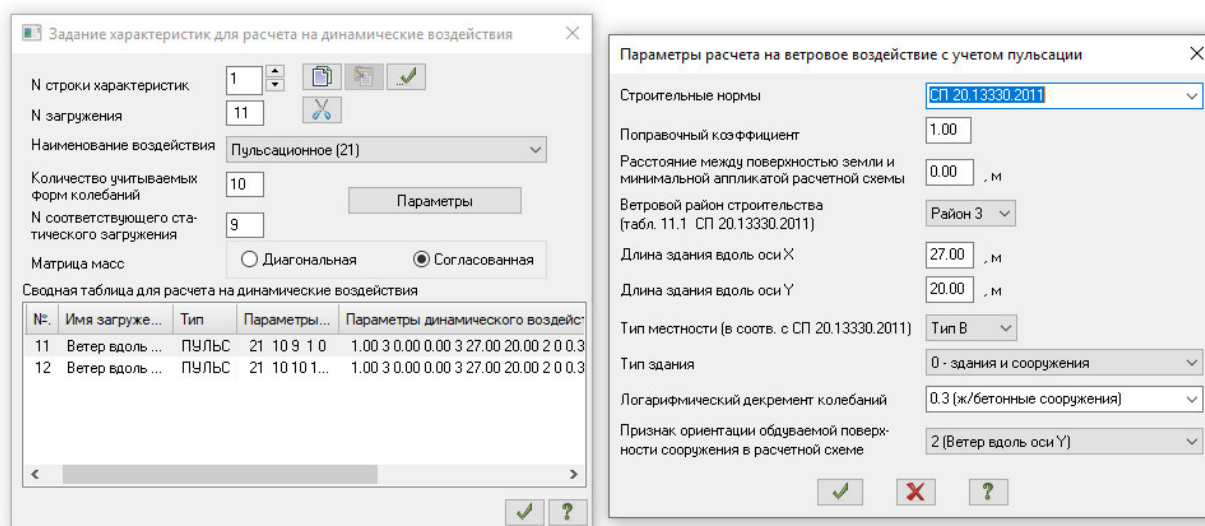 Задание характеристик для расчета на динамические воздействия
N строки характеристик 1
N загружения 11
Наименование воздействия Пульсационное (21)
Количество учитываемых
форм колебаний 10
Параметры
N соответствующего ста-
тического загружения 9
Матрица масс Диагональная Согласованная
Сводная таблица для расчета на динамические воздействия
№. Имя загруже... Тип Параметры... Параметры динамического воздейст
11 Ветер вдоль ... ПУЛЬС 21 10 9 1 0 1.00 3 0.00 0.00 3 27.00 20.00 2 0 0.3
12 Ветер вдоль ... ПУЛЬС 21 10 10 1... 1.00 3 0.00 0.00 3 27.00 20.00 2 0 0.3
Параметры расчета на ветровое воздействие с учетом пульсации
Строительные нормы СП 20.13330.2011
Поправочный коэффициент 1.00
Расстояние между поверхностью земли и
минимальной аппликатой расчетной схемы 0.00 , м
Ветровой район строительства
(табл. 11.1 СП 20.13330.2011) Район 3
Длина здания вдоль оси X 27.00 , м
Длина здания вдоль оси Y 20.00 , м
Тип местности (в соотв. с СП 20.13330.2011) Тип B
Тип здания 0 - здания и сооружения
Логарифмический декремент колебаний 0.3 (ж/бетонные сооружения)
Признак ориентации обдуваемой поверх-
ности сооружения в расчетной схеме 2 (Ветер вдоль оси Y)